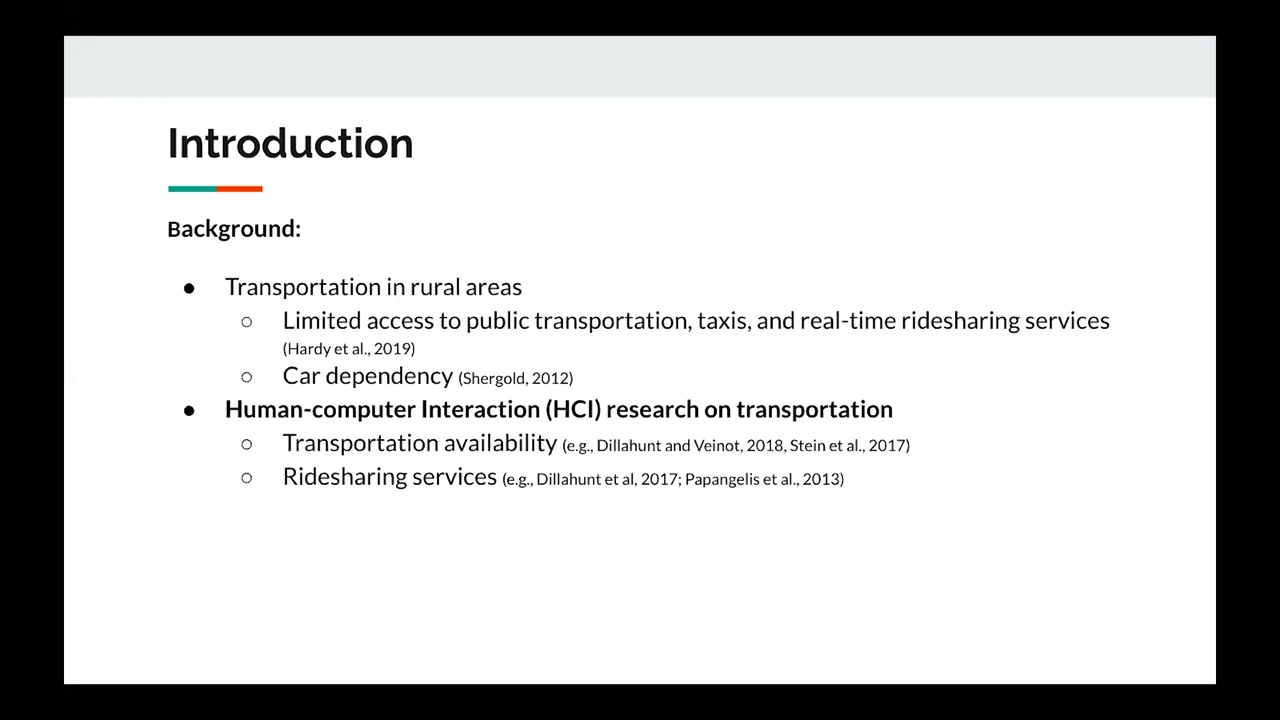 Introduction
Background:
● Transportation in rural areas
○ Limited access to public transportation, taxis, and real-time ridesharing services
(Hardy et al., 2019)
○ Car dependency (Shergold, 2012)
● Human-computer Interaction (HCI) research on transportation
○ Transportation availability (e.g., Dillahunt and Veinot, 2018, Stein et al., 2017)
○ Ridesharing services (e.g., Dillahunt et al, 2017; Papangelis et al., 2013)